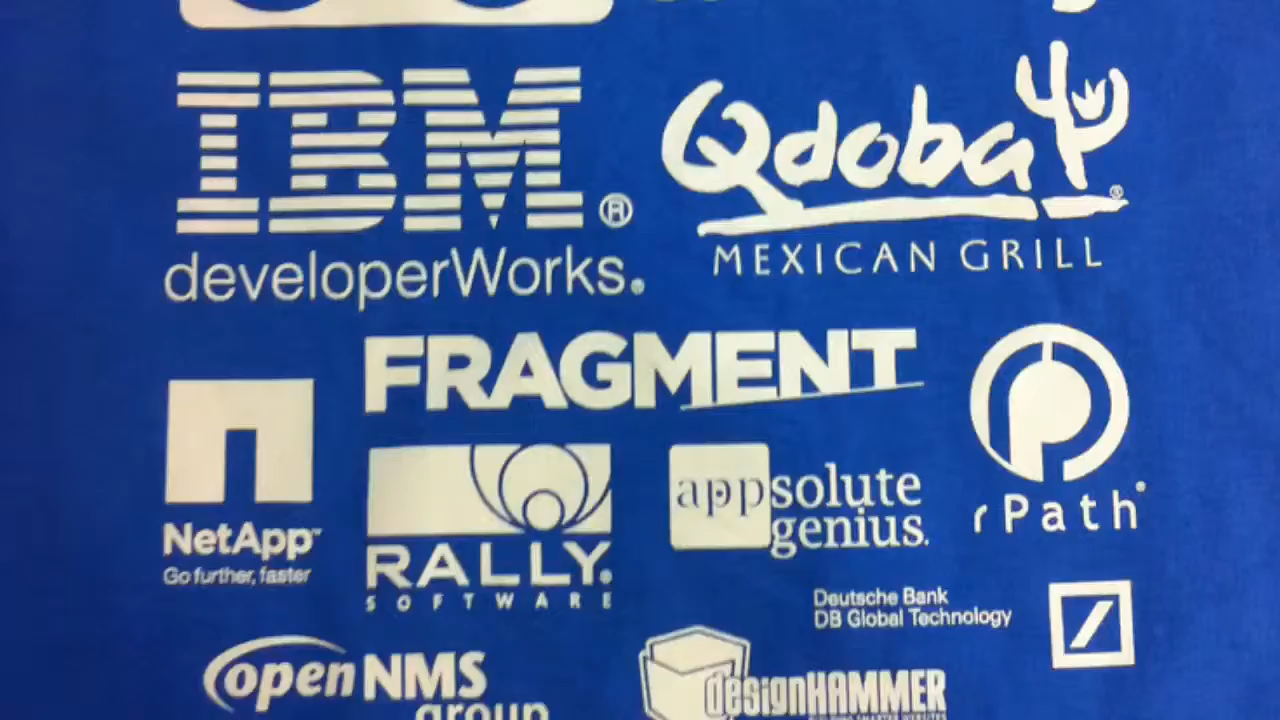 IBM®
developerWorks.
Qdoba®
MEXICAN GRILL
FRAGMENT
NetApp™
Go further, faster
RALLY®
SOFTWARE
appsolute
genius.
rPath
Deutsche Bank
DB Global Technology
openNMS
group
designHAMMER